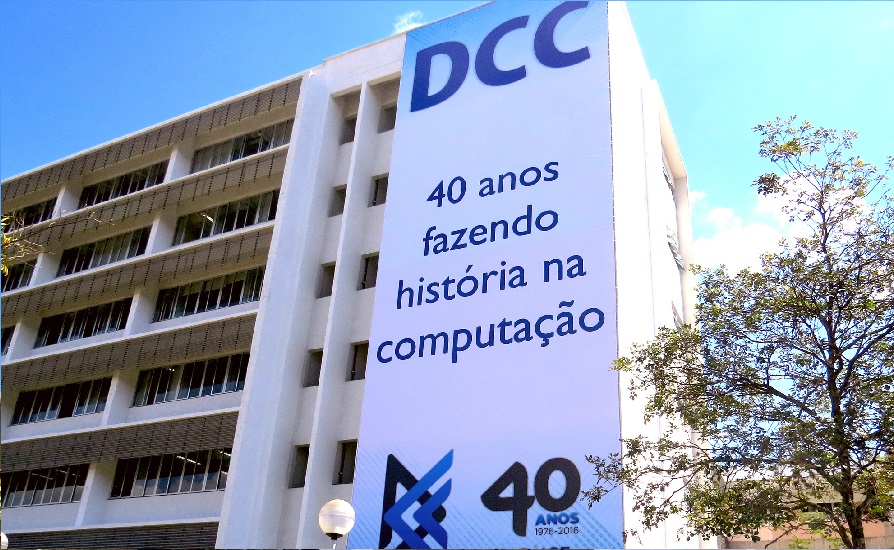 DCC
40 anos
fazendo
história na
computação
40
ANOS
1976-2016